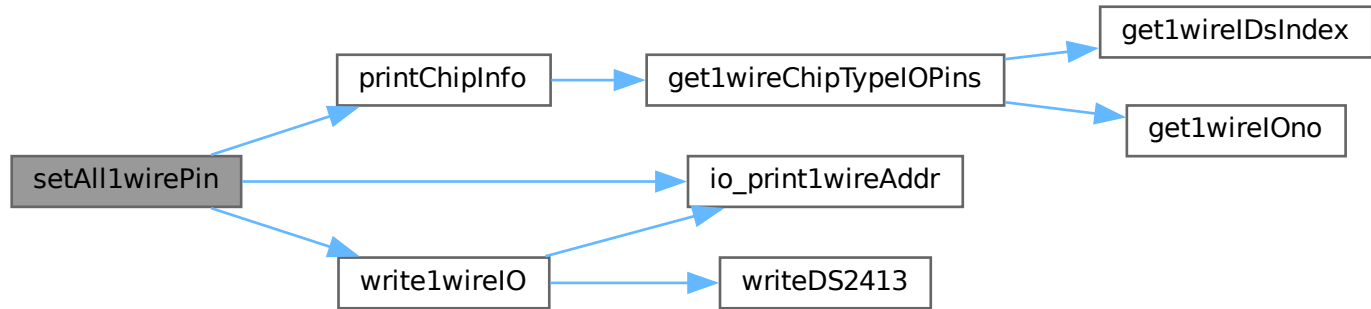 get1wireIDsIndex
printChipInfo
get1wireChipTypeIOPins
get1wireIOno
setAll1wirePin
io_print1wireAddr
write1wireIO
writeDS2413